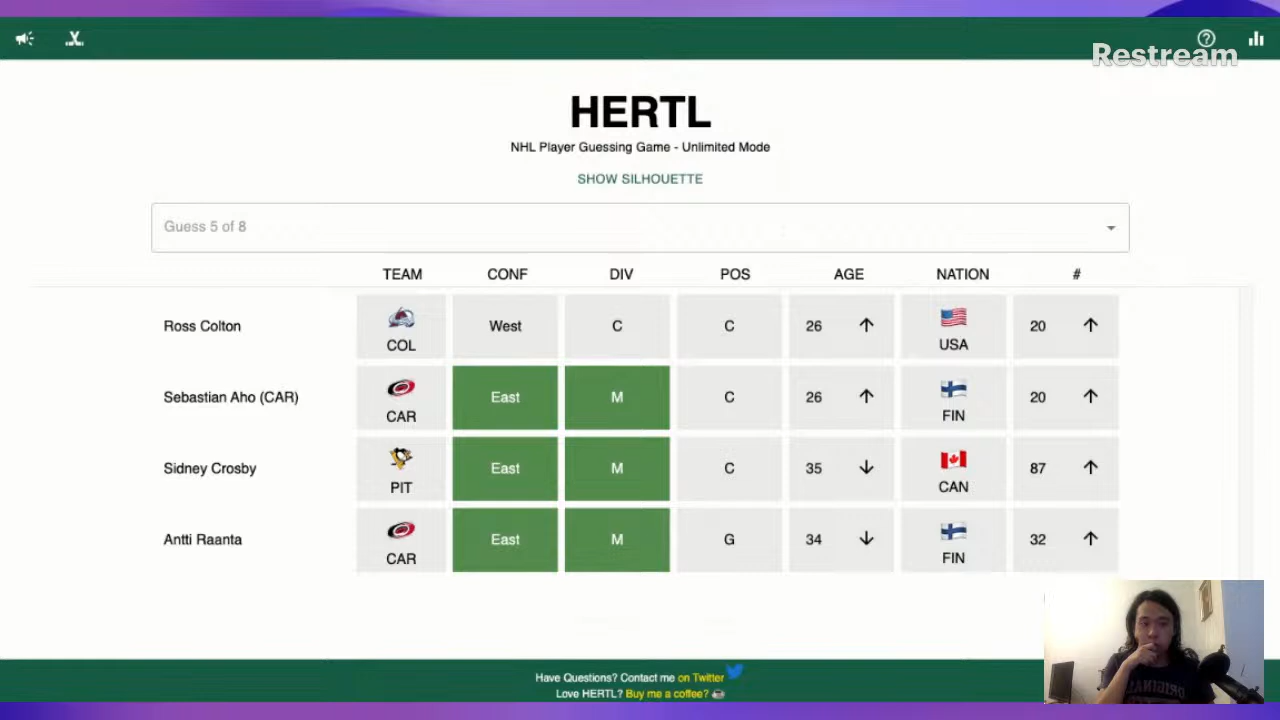 Restream
HERTL
NHL Player Guessing Game - Unlimited Mode
SHOW SILHOUETTE
Guess 5 of 8
TEAM CONF DIV POS AGE NATION #
Ross Colton COL West C C 26 ↑ USA 20 ↑
Sebastian Aho (CAR) CAR East M C 26 ↑ FIN 20 ↑
Sidney Crosby PIT East M C 35 ↓ CAN 87 ↑
Antti Raanta CAR East M G 34 ↓ FIN 32 ↑
Have Questions? Contact me on Twitter
Love HERTL? Buy me a coffee?